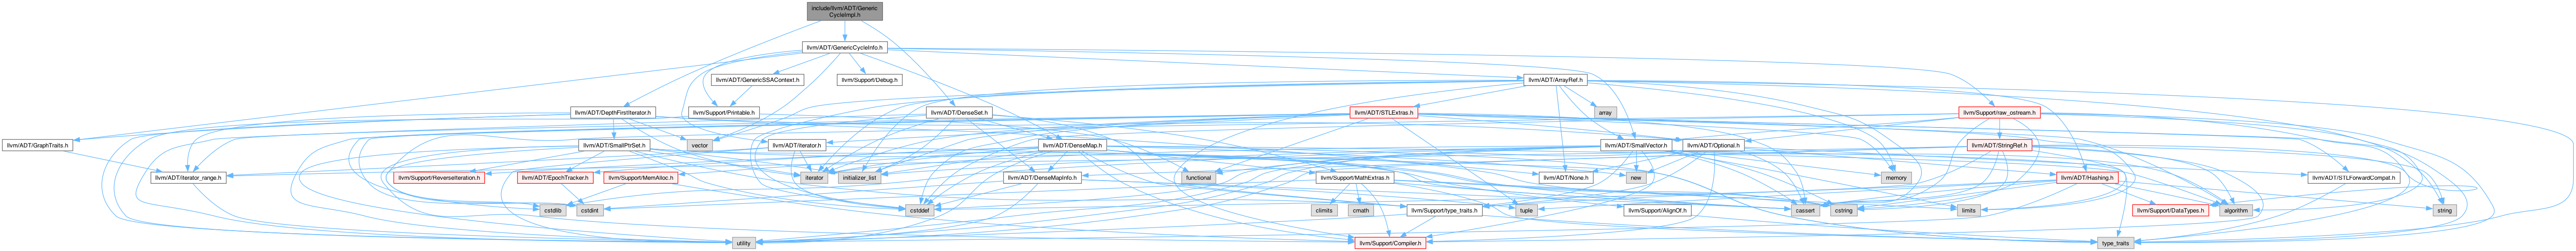 include/llvm/ADT/Generic
CycleImpl.h
llvm/ADT/GenericCycleInfo.h
llvm/ADT/GenericSSAContext.h
llvm/Support/Debug.h
llvm/ADT/ArrayRef.h
llvm/ADT/DepthFirstIterator.h
llvm/Support/Printable.h
llvm/ADT/DenseSet.h
llvm/ADT/STLExtras.h
array
llvm/Support/raw_ostream.h
llvm/ADT/GraphTraits.h
llvm/ADT/SmallPtrSet.h
vector
llvm/ADT/iterator.h
llvm/ADT/DenseMap.h
llvm/ADT/SmallVector.h
llvm/ADT/Optional.h
llvm/ADT/StringRef.h
llvm/ADT/iterator_range.h
llvm/Support/ReverseIteration.h
llvm/ADT/EpochTracker.h
llvm/Support/MemAlloc.h
iterator
initializer_list
llvm/ADT/DenseMapInfo.h
functional
llvm/Support/MathExtras.h
llvm/ADT/None.h
new
memory
llvm/ADT/Hashing.h
llvm/ADT/STLForwardCompat.h
cstdlib
cstdint
cstddef
llvm/Support/type_traits.h
climits
cmath
tuple
llvm/Support/AlignOf.h
cassert
cstring
limits
llvm/Support/DataTypes.h
algorithm
string
utility
llvm/Support/Compiler.h
type_traits